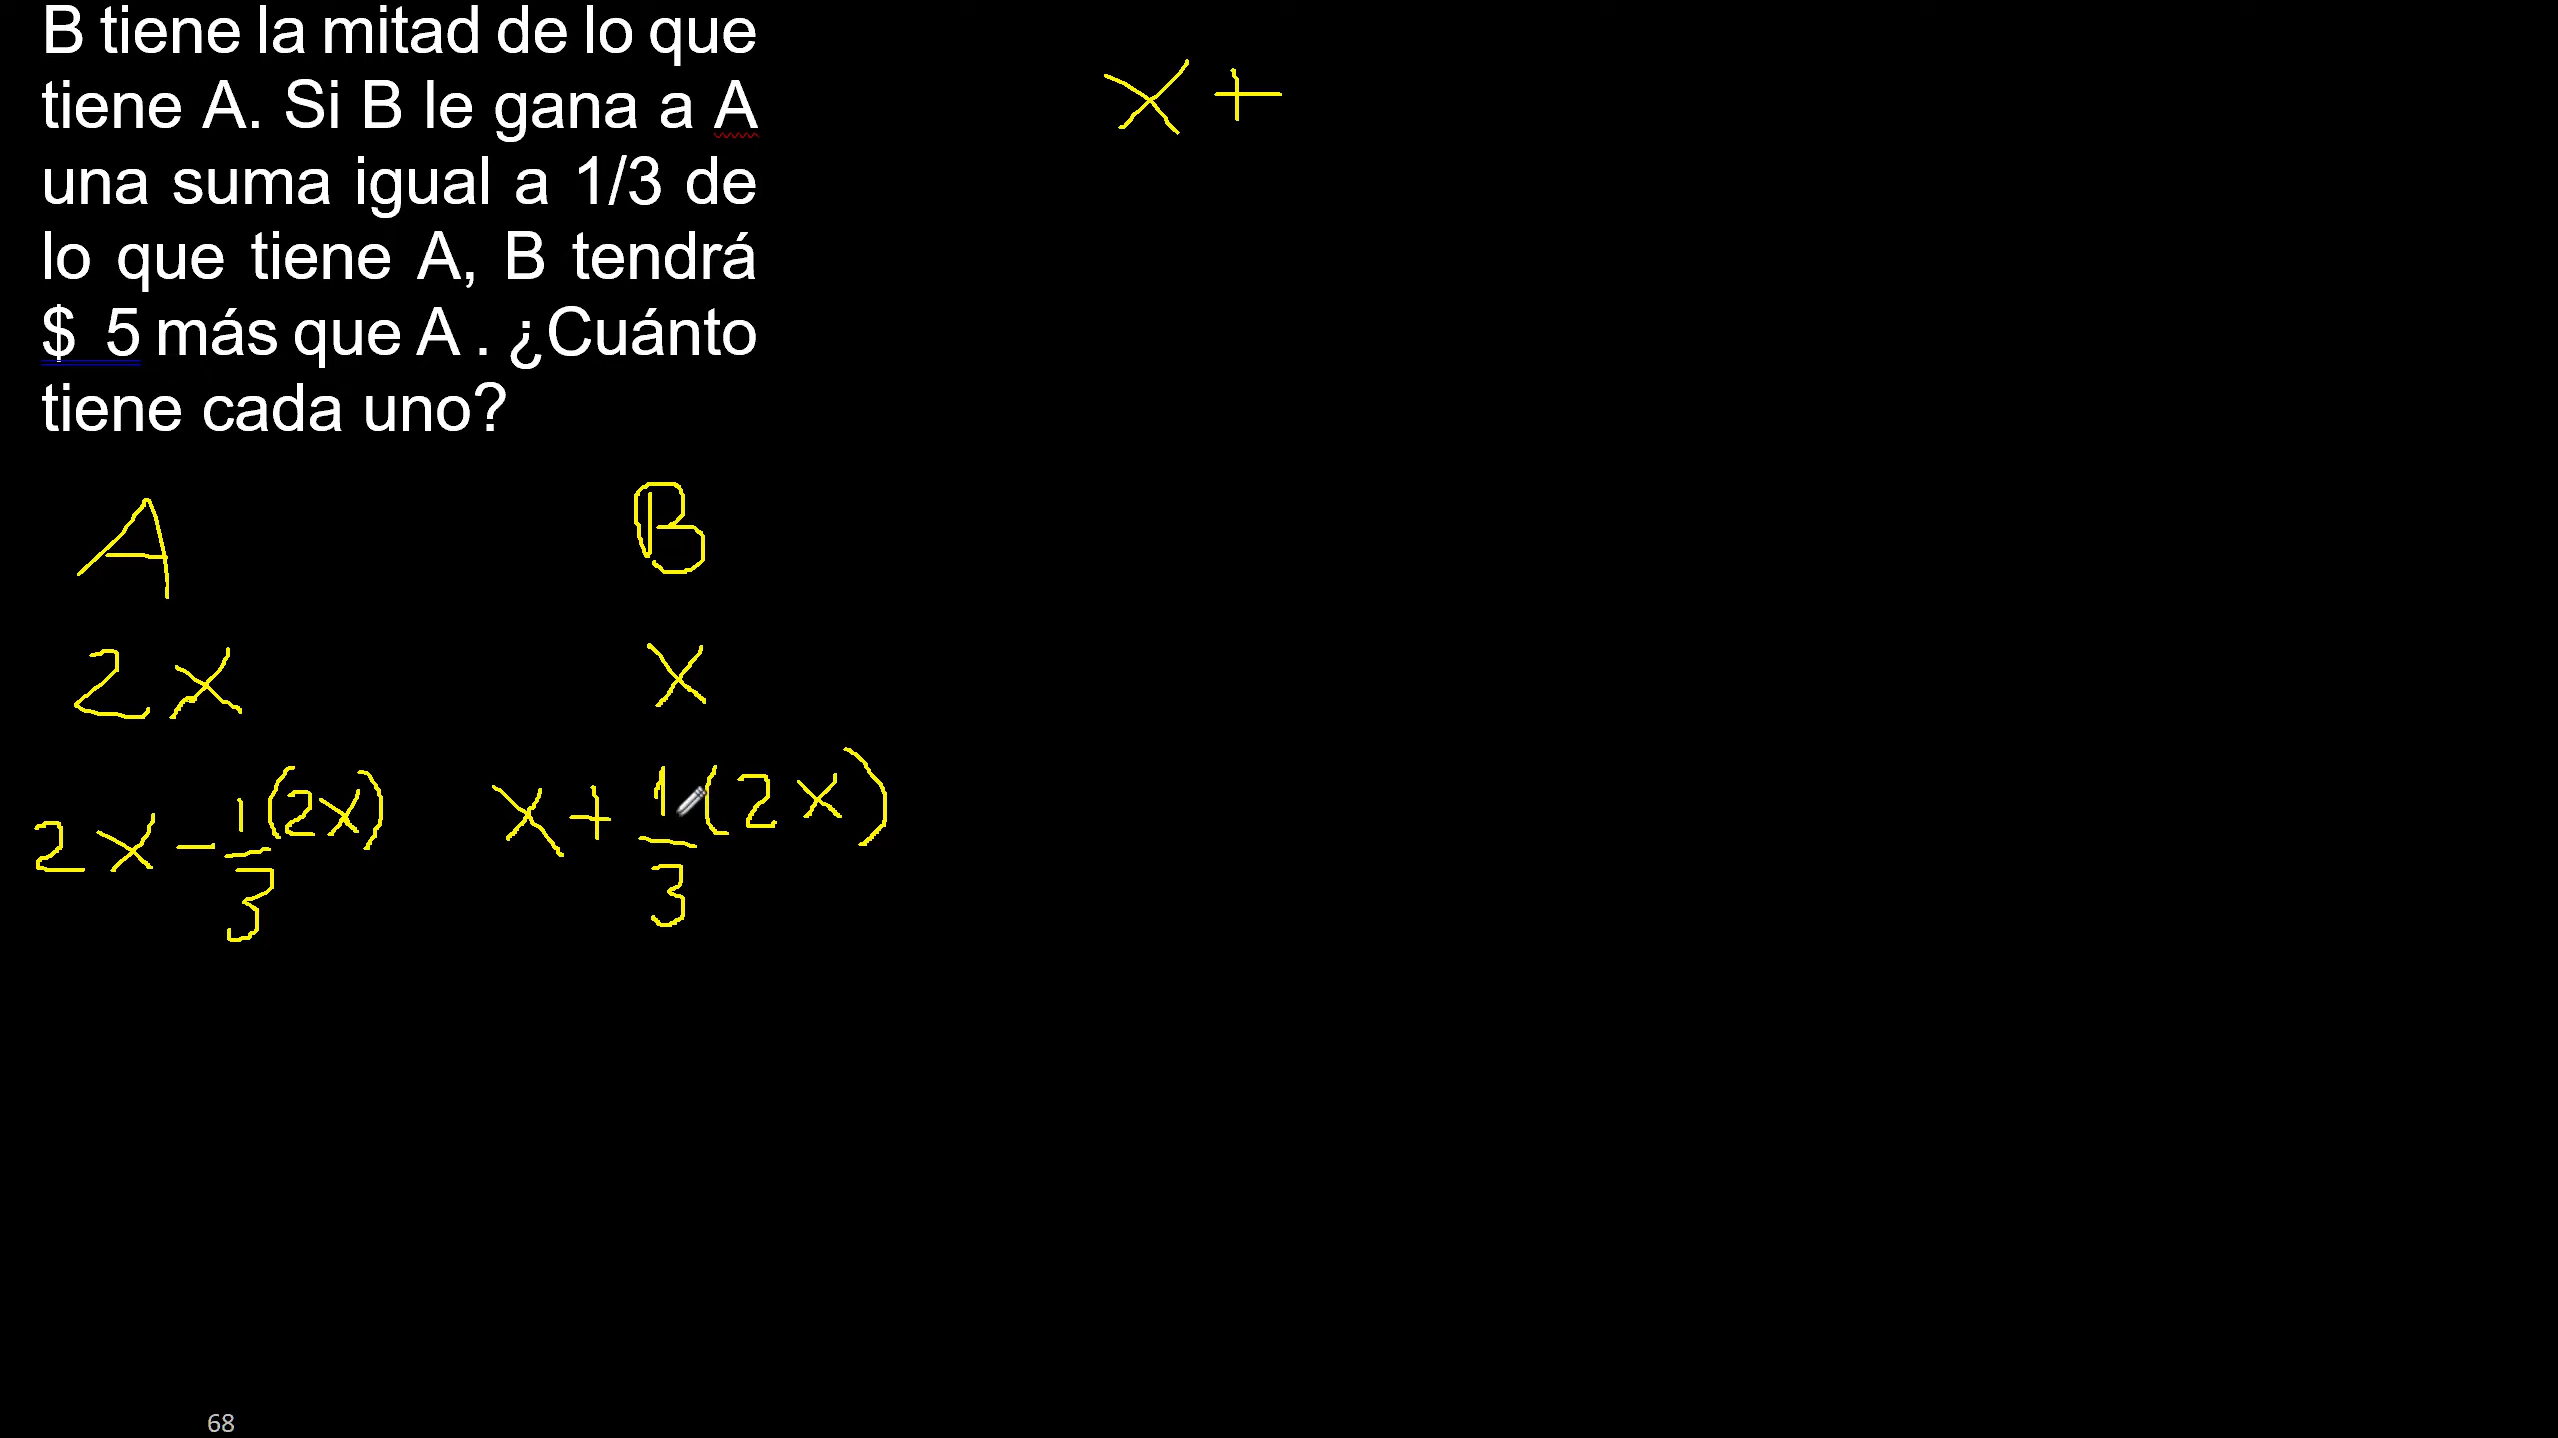 B tiene la mitad de lo que
tiene A. Si B le gana a A
una suma igual a 1/3 de
lo que tiene A, B tendrá
$ 5 más que A . ¿Cuánto
tiene cada uno?
x +
A B
2x x
2x - 1/3 (2x) x + 1/3 (2x)
68